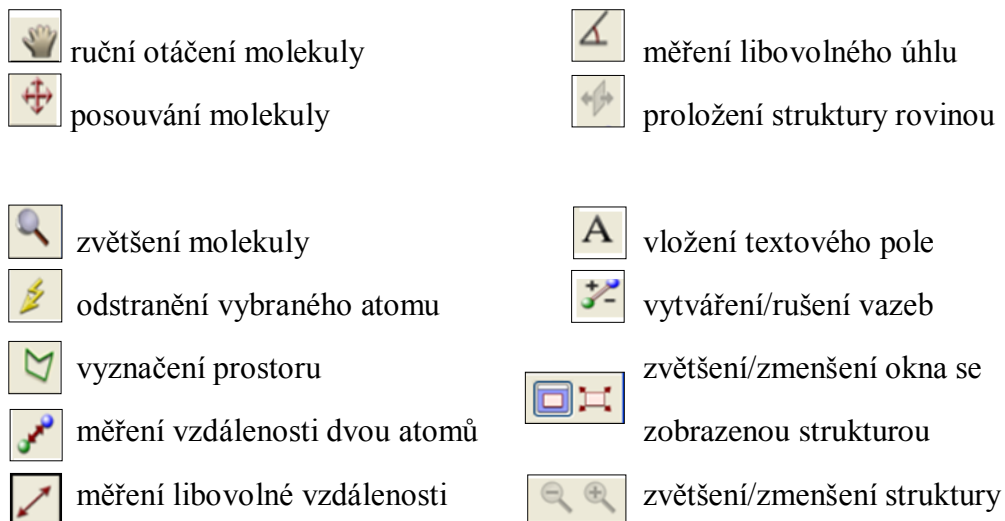 ruční otáčení molekuly
posouvání molekuly
zvětšení molekuly
odstranění vybraného atomu
vyznačení prostoru
měření vzdálenosti dvou atomů
měření libovolné vzdálenosti
měření libovolného úhlu
proložení struktury rovinou
A vložení textového pole
vytváření/rušení vazeb
zvětšení/zmenšení okna se
zobrazenou strukturou
zvětšení/zmenšení struktury